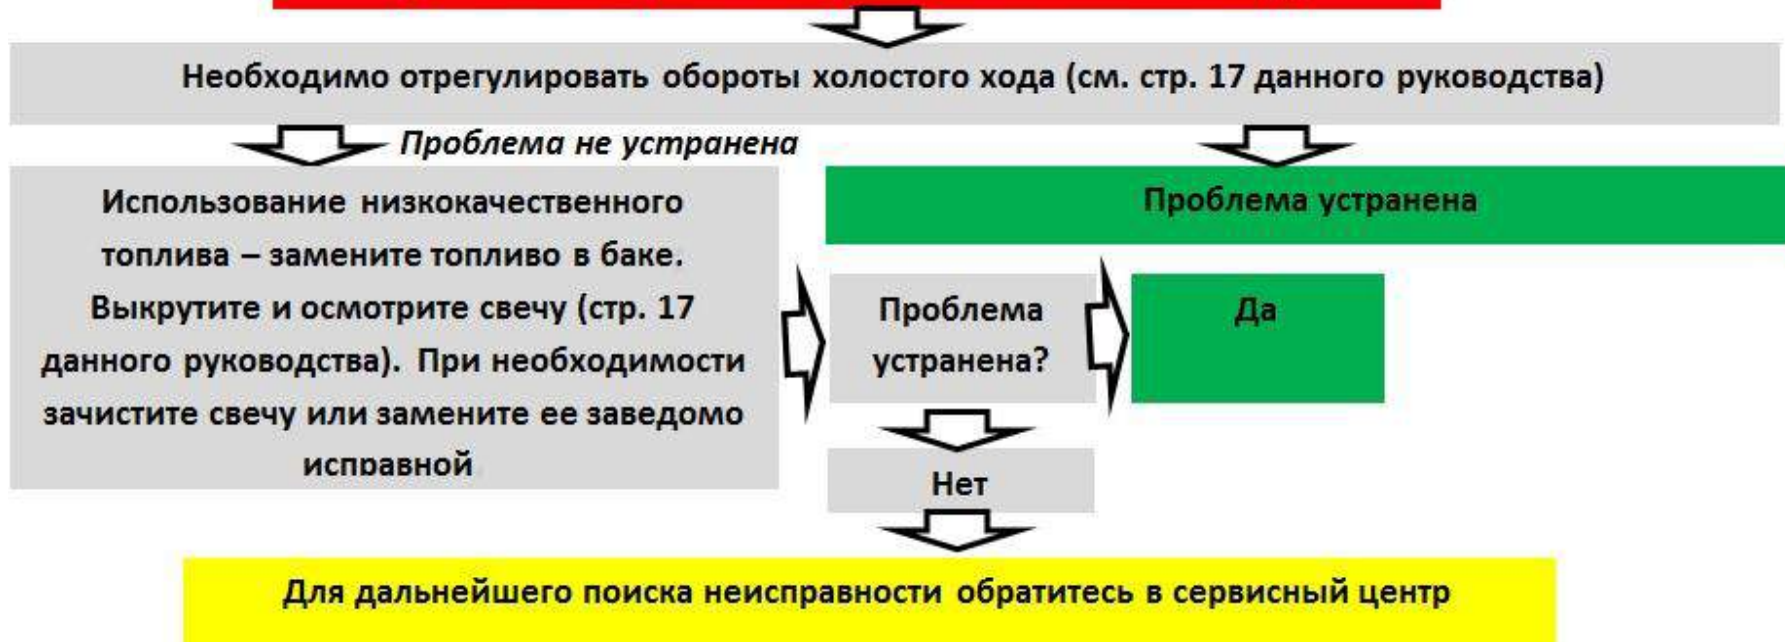 Необходимо отрегулировать обороты холостого хода (см. стр. 17 данного руководства)
Проблема не устранена
Использование низкокачественного
топлива – замените топливо в баке.
Выкрутите и осмотрите свечу (стр. 17
данного руководства). При необходимости
зачистите свечу или замените ее заведомо
исправной
Проблема устранена
Проблема
устранена?
Да
Нет
Для дальнейшего поиска неисправности обратитесь в сервисный центр